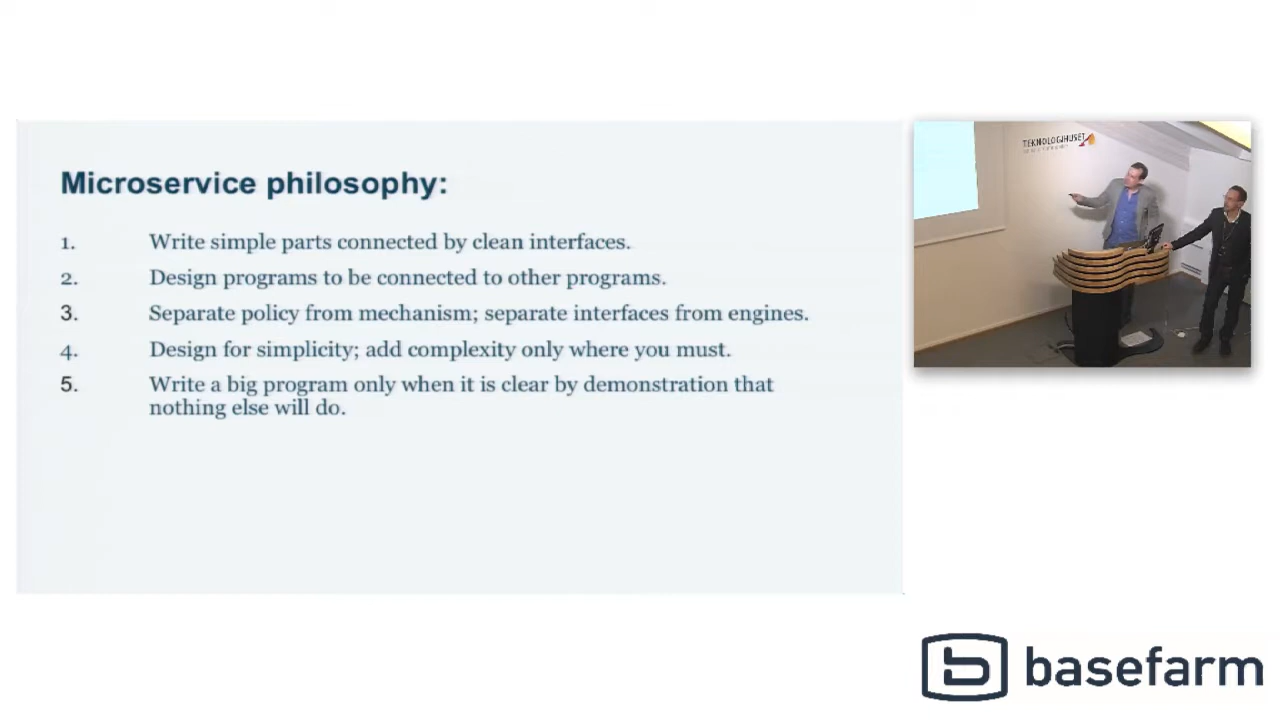 Microservice philosophy:
1. Write simple parts connected by clean interfaces.
2. Design programs to be connected to other programs.
3. Separate policy from mechanism; separate interfaces from engines.
4. Design for simplicity; add complexity only where you must.
5. Write a big program only when it is clear by demonstration that
nothing else will do.
TEKNOLOGIHUSET
basefarm